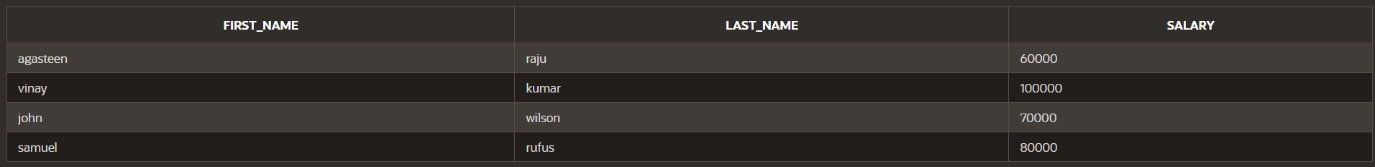 FIRST_NAME LAST_NAME SALARY
agasteen raju 60000
vinay kumar 100000
john wilson 70000
samuel rufus 80000